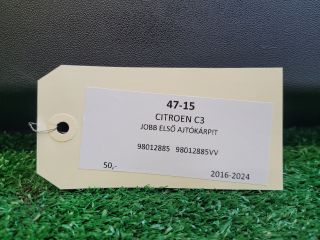 47-15
CITROEN C3
JOBB ELSŐ AJTÓKÁRPIT
98012885 98012885VV
50,-
2016-2024